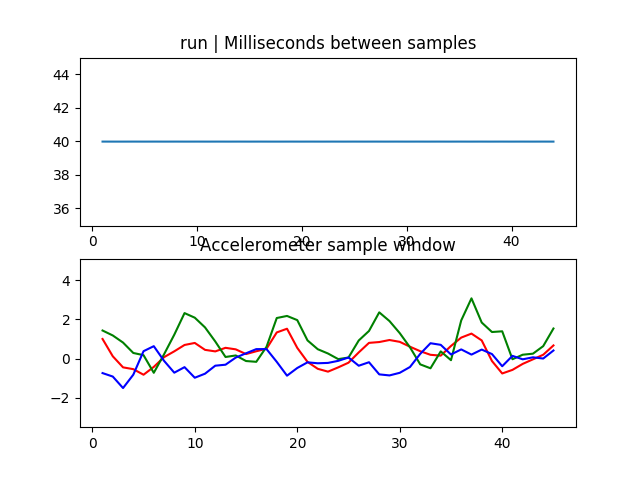 run | Milliseconds between samples
44
42
40
38
36
0 10 20 30 40
Accelerometer sample window
4
2
0
−2
0 10 20 30 40